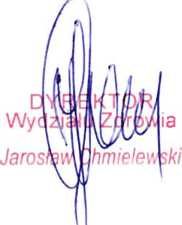 DYREKTOR
Wydziału Zdrowia
Jarosław Chmielewski